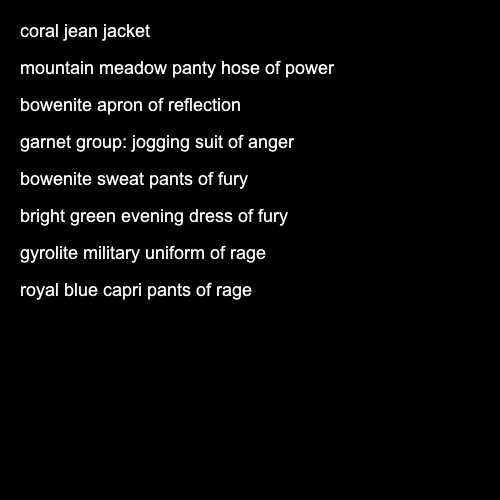 coral jean jacket
mountain meadow panty hose of power
bowenite apron of reflection
garnet group: jogging suit of anger
bowenite sweat pants of fury
bright green evening dress of fury
gyrolite military uniform of rage
royal blue capri pants of rage